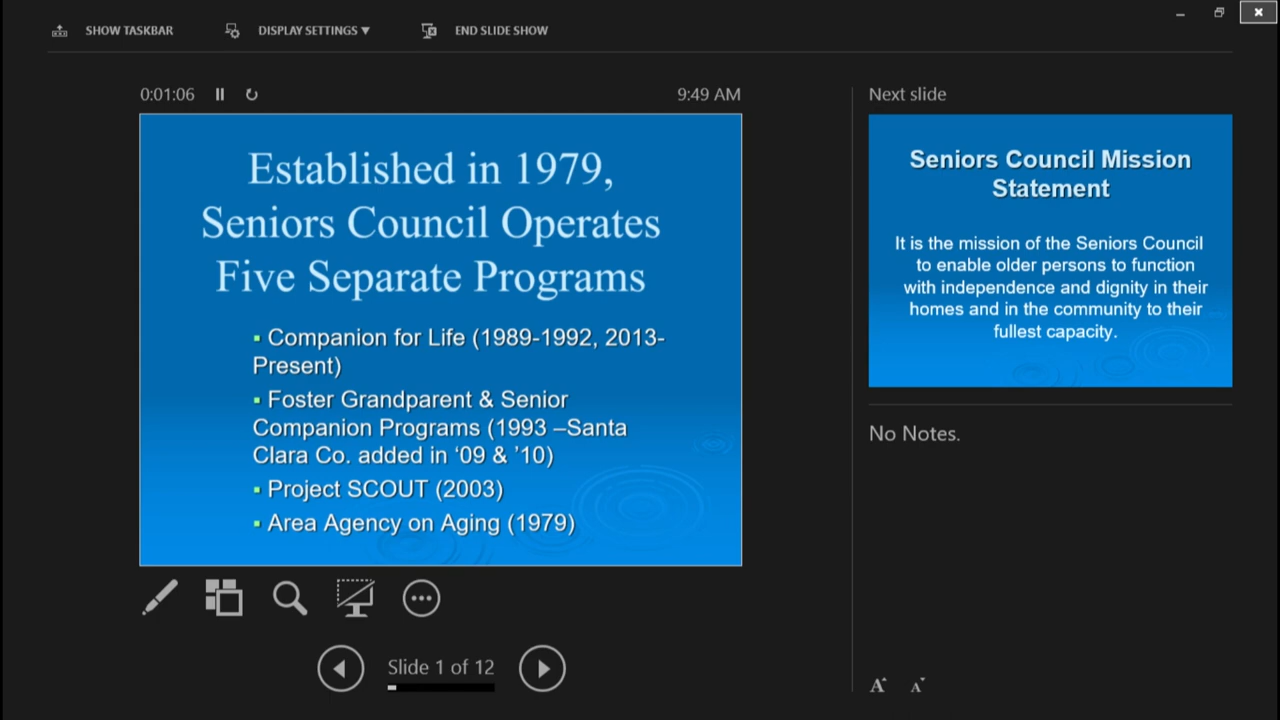 SHOW TASKBAR
DISPLAY SETTINGS ▼
END SLIDE SHOW
0:01:06
9:49 AM
Established in 1979,
Seniors Council Operates
Five Separate Programs
▪ Companion for Life (1989-1992, 2013-
Present)
▪ Foster Grandparent & Senior
Companion Programs (1993 –Santa
Clara Co. added in ‘09 & ’10)
▪ Project SCOUT (2003)
▪ Area Agency on Aging (1979)
Slide 1 of 12
Next slide
Seniors Council Mission
Statement
It is the mission of the Seniors Council
to enable older persons to function
with independence and dignity in their
homes and in the community to their
fullest capacity.
No Notes.
A A